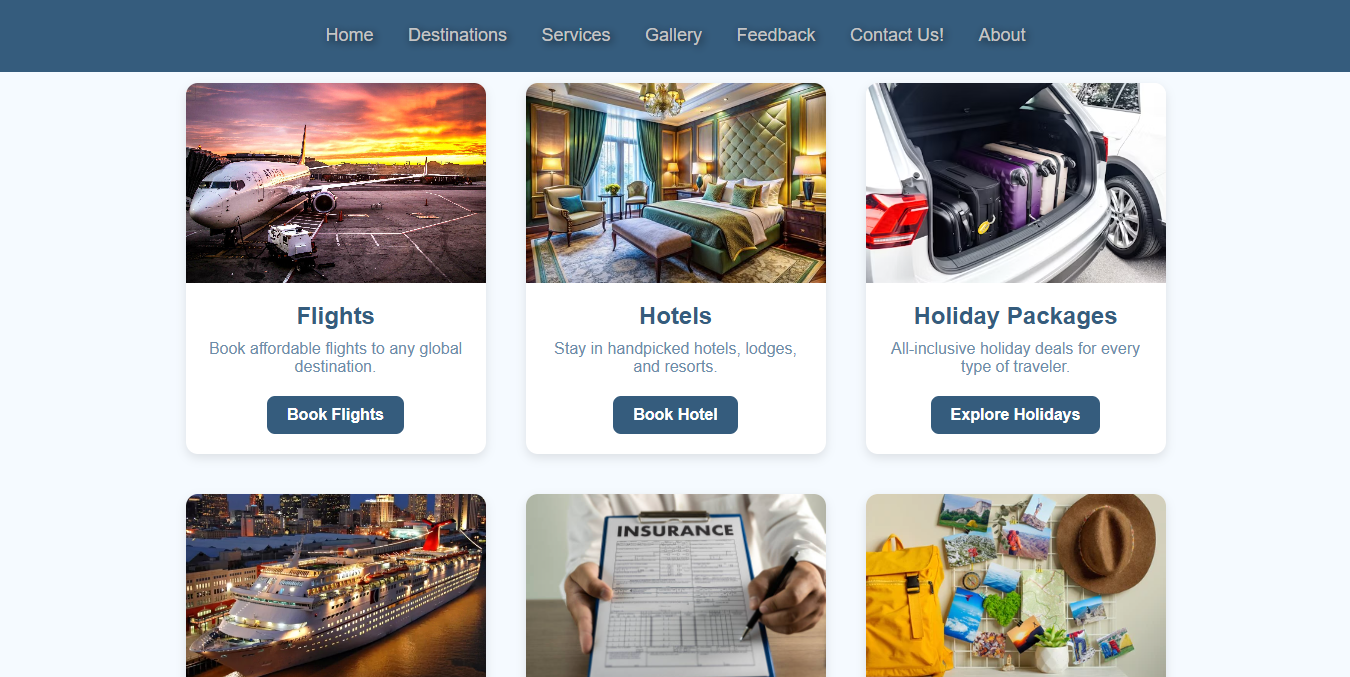 Home Destinations Services Gallery Feedback Contact Us! About
Flights
Book affordable flights to any global
destination.
Book Flights
Hotels
Stay in handpicked hotels, lodges,
and resorts.
Book Hotel
Holiday Packages
All-inclusive holiday deals for every
type of traveler.
Explore Holidays
INSURANCE